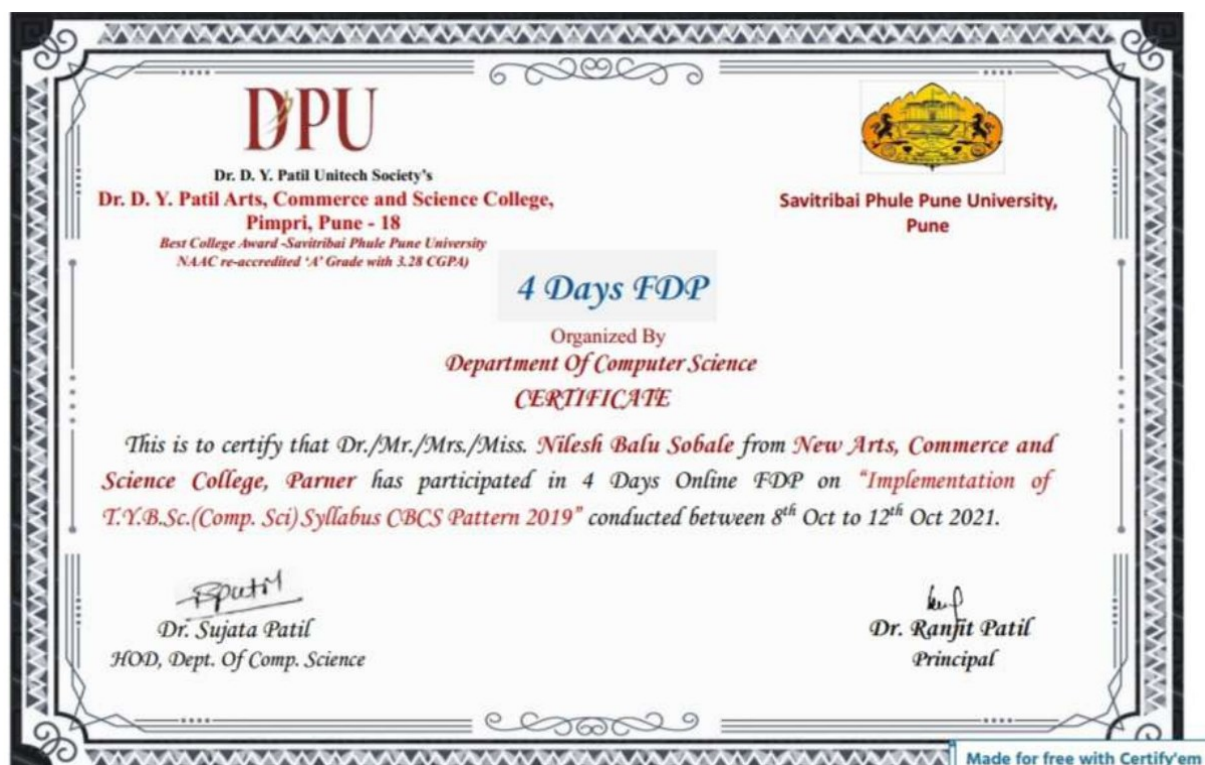 DPU
Dr. D. Y. Patil Unitech Society's
Dr. D. Y. Patil Arts, Commerce and Science College,
Pimpri, Pune - 18
Best College Award -Savitribai Phule Pune University
NAAC re-accredited 'A' Grade with 3.28 CGPA)
Savitribai Phule Pune University,
Pune
4 Days FDP
Organized By
Department Of Computer Science
CERTIFICATE
This is to certify that Dr./Mr./Mrs./Miss. Nilesh Balu Sobale from New Arts, Commerce and
Science College, Parner has participated in 4 Days Online FDP on "Implementation of
T.Y.B.Sc.(Comp. Sci) Syllabus CBCS Pattern 2019" conducted between 8th Oct to 12th Oct 2021.
Dr. Sujata Patil
HOD, Dept. Of Comp. Science
Dr. Ranjit Patil
Principal
Made for free with Certify'em